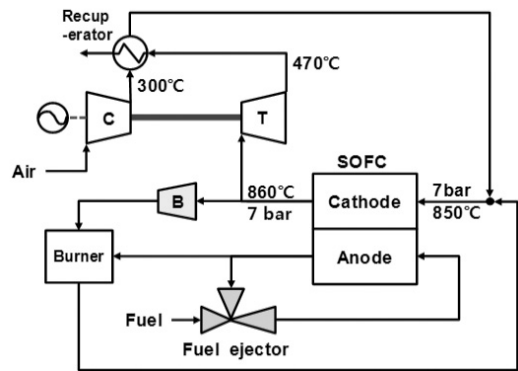 Recup
-erator
470℃
300℃
C
T
Air
SOFC
860℃
7 bar
B
Cathode
7bar
850℃
Burner
Anode
Fuel
Fuel ejector